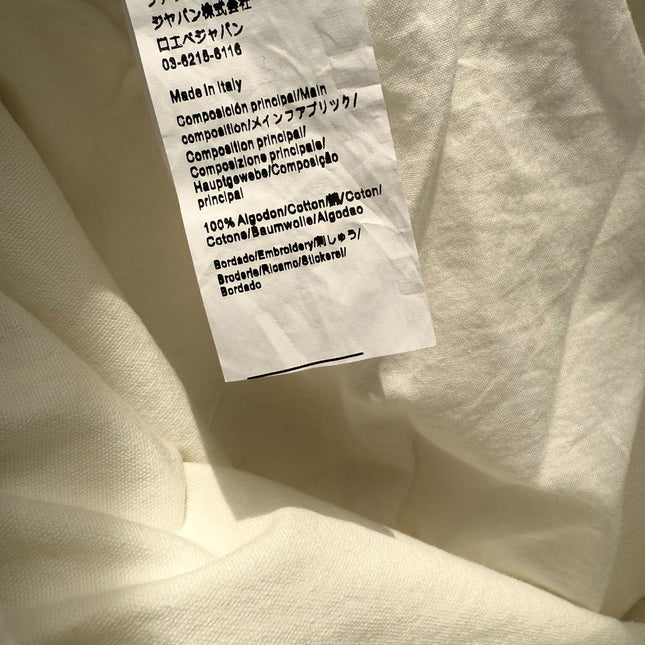 ジャパン株式会社
ロエベジャパン
03-6215-6116
Made in Italy
Composición principal/Main
composition/メインファブリック/
Composition principal/
Composizione principale/
Hauptgewebe/Composição
principal
100% Algodon/Cotton/綿/Coton/
Cotone/Baumwolle/Algodao
Bordado/Embroidery/刺しゅう/
Broderie/Ricamo/Stickerei/
Bordado